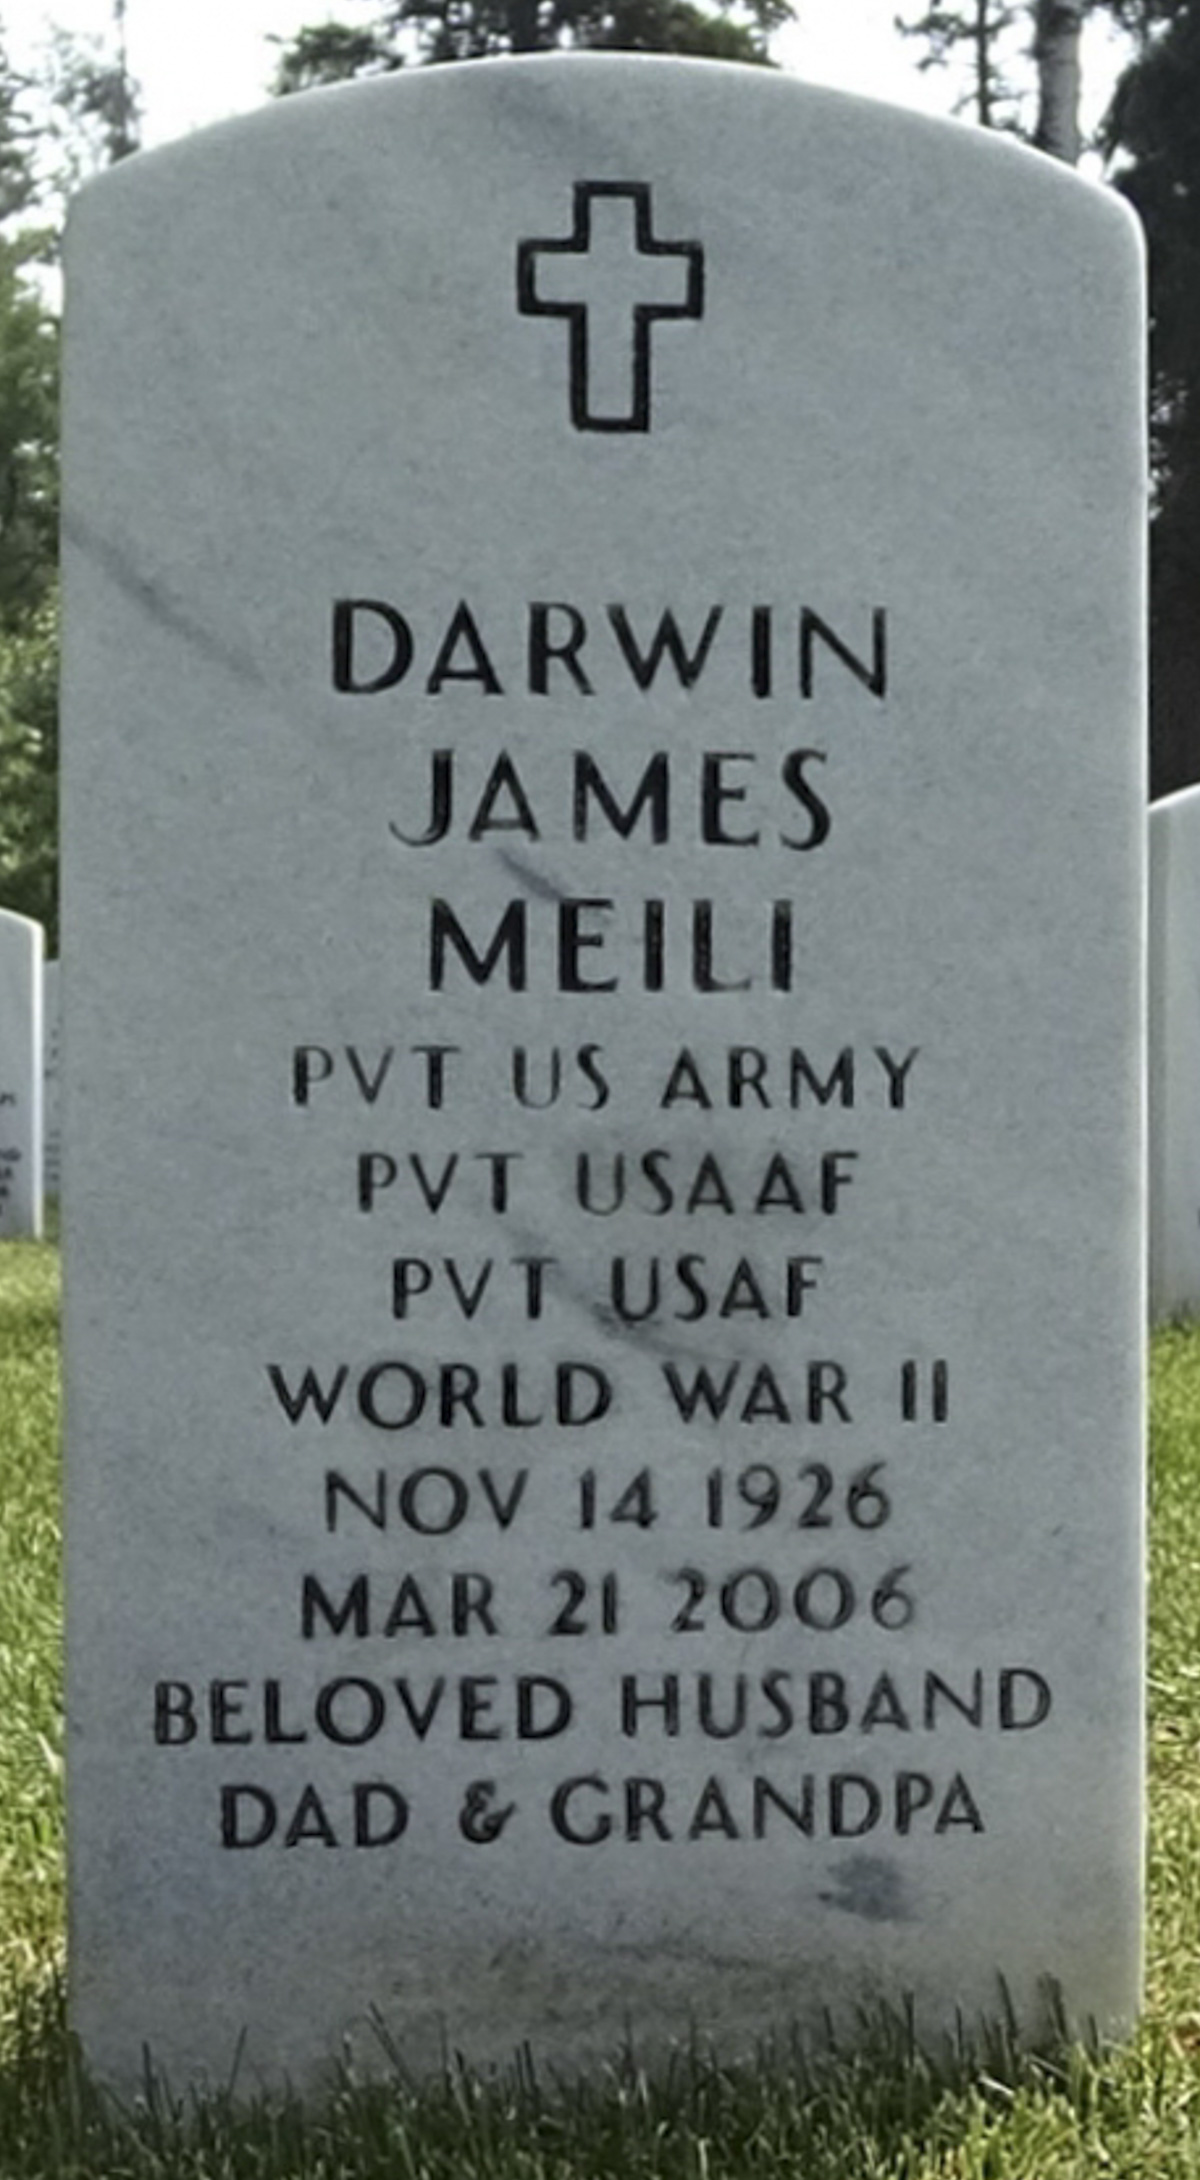 DARWIN
JAMES
MEILI
PVT US ARMY
PVT USAAF
PVT USAF
WORLD WAR II
NOV 14 1926
MAR 21 2006
BELOVED HUSBAND
DAD & GRANDPA